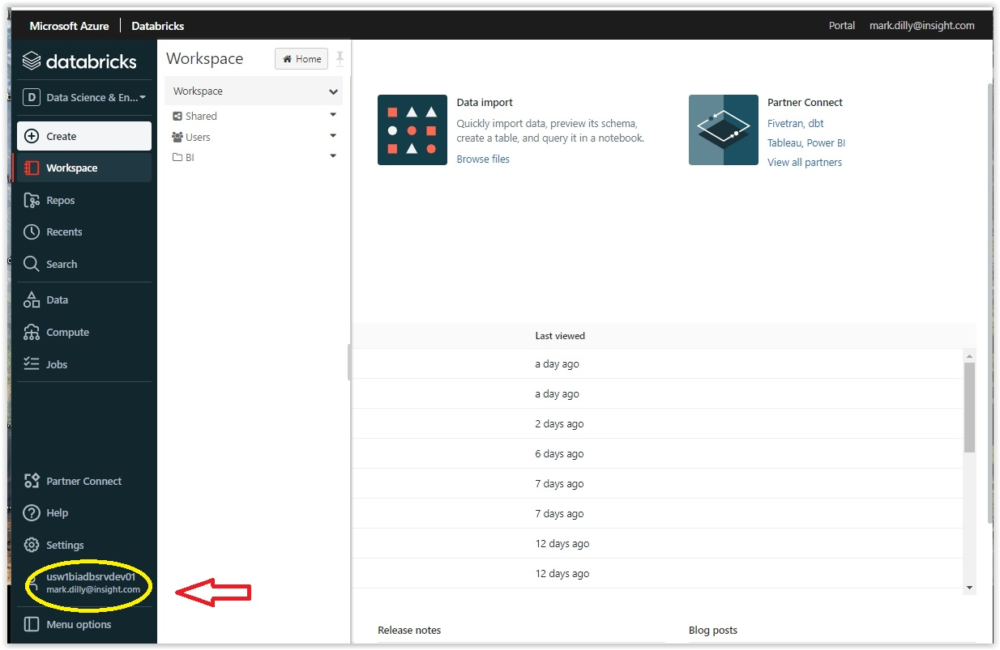 Microsoft Azure | Databricks
Portal mark.dilly@insight.com
databricks
D Data Science & En...
Create
Workspace
Repos
Recents
Search
Data
Compute
Jobs
Partner Connect
Help
Settings
usw1biadbsrvdev01
mark.dilly@insight.com
Menu options
Workspace
Home
Workspace
Shared
Users
BI
Data import
Quickly import data, preview its schema,
create a table, and query it in a notebook.
Browse files
Partner Connect
Fivetran, dbt
Tableau, Power BI
View all partners
Last viewed
a day ago
a day ago
2 days ago
6 days ago
7 days ago
7 days ago
12 days ago
12 days ago
Release notes
Blog posts